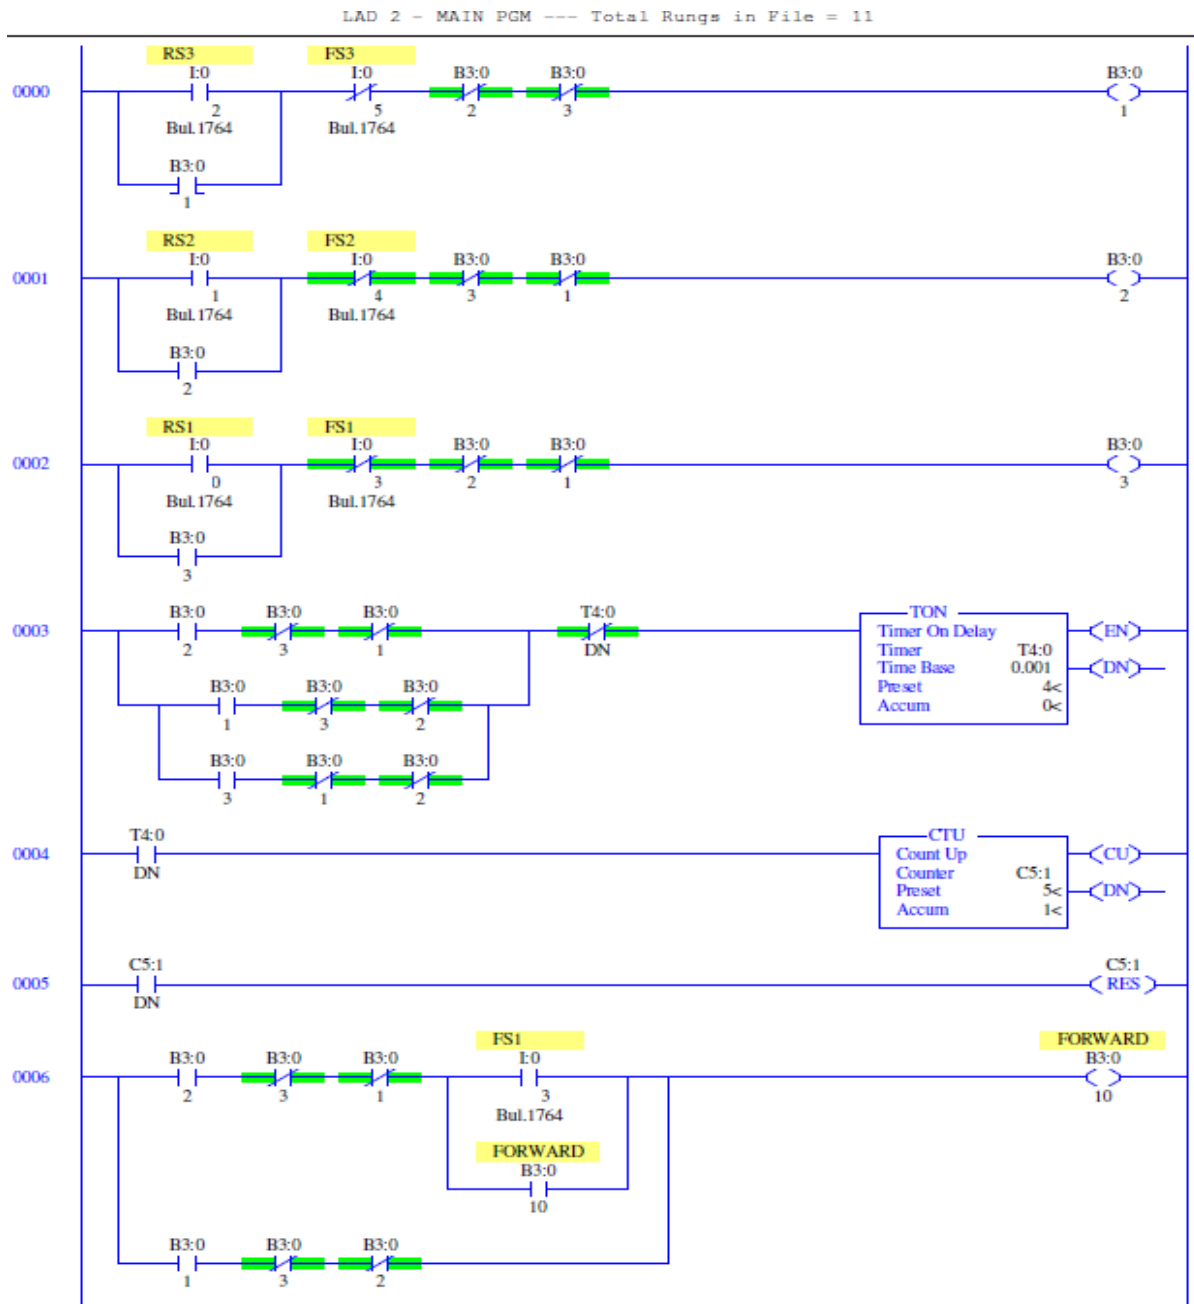 LAD 2 - MAIN PGM --- Total Rungs in File = 11
RS3 FS3
I:0 I:0 B3:0 B3:0 B3:0
0000
2 5 2 3 1
Bul.1764 Bul.1764
B3:0
1
RS2 FS2
I:0 I:0 B3:0 B3:0 B3:0
0001
1 4 3 1 2
Bul.1764 Bul.1764
B3:0
2
RS1 FS1
I:0 I:0 B3:0 B3:0 B3:0
0002
0 3 2 1 3
Bul.1764 Bul.1764
B3:0
3
B3:0 B3:0 B3:0 T4:0 TON
0003 Timer On Delay EN
2 3 1 DN Timer T4:0
Time Base 0.001 DN
B3:0 B3:0 B3:0 Preset 4<
Accum 0<
1 3 2
B3:0 B3:0 B3:0
3 1 2
T4:0 CTU
0004 Count Up CU
DN Counter C5:1
Preset 5< DN
Accum 1<
C5:1 C5:1
0005 RES
DN
FS1 FORWARD
B3:0 B3:0 B3:0 I:0 B3:0
0006
2 3 1 3 10
Bul.1764
FORWARD
B3:0
10
B3:0 B3:0 B3:0
1 3 2